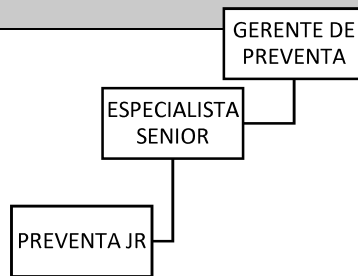 GERENTE DE
PREVENTA
ESPECIALISTA
SENIOR
PREVENTA JR